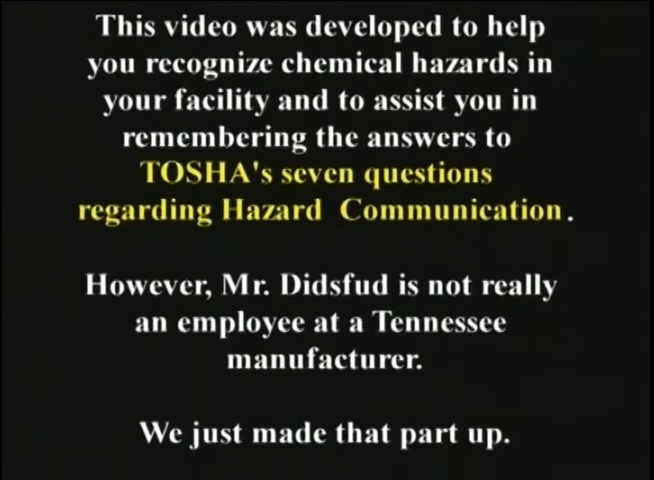 This video was developed to help
you recognize chemical hazards in
your facility and to assist you in
remembering the answers to
TOSHA's seven questions
regarding Hazard Communication.
However, Mr. Didsfud is not really
an employee at a Tennessee
manufacturer.
We just made that part up.